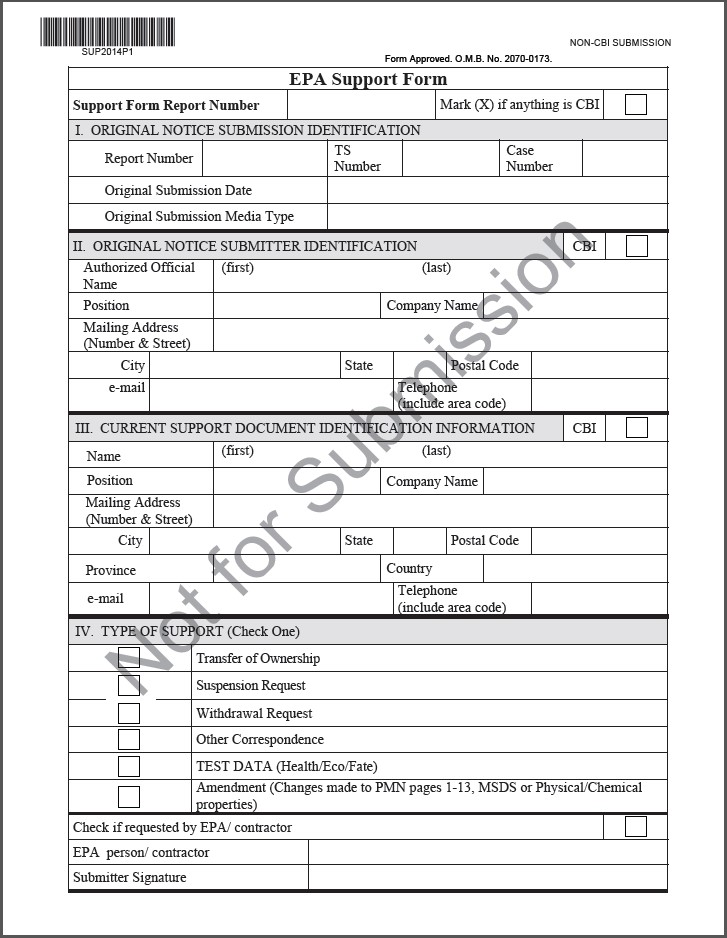 SUP2014P1
NON-CBI SUBMISSION
Form Approved. O.M.B. No. 2070-0173.
EPA Support Form
Support Form Report Number
Mark (X) if anything is CBI
I. ORIGINAL NOTICE SUBMISSION IDENTIFICATION
Report Number
TS
Number
Case
Number
Original Submission Date
Original Submission Media Type
II. ORIGINAL NOTICE SUBMITTER IDENTIFICATION
CBI
Authorized Official
Name
(first)
(last)
Position
Company Name
Mailing Address
(Number & Street)
City
State
Postal Code
e-mail
Telephone
(include area code)
III. CURRENT SUPPORT DOCUMENT IDENTIFICATION INFORMATION
CBI
Name
(first)
(last)
Position
Company Name
Mailing Address
(Number & Street)
City
State
Postal Code
Province
Country
e-mail
Telephone
(include area code)
IV. TYPE OF SUPPORT (Check One)
Transfer of Ownership
Suspension Request
Withdrawal Request
Other Correspondence
TEST DATA (Health/Eco/Fate)
Amendment (Changes made to PMN pages 1-13, MSDS or Physical/Chemical
properties)
Check if requested by EPA/ contractor
EPA person/ contractor
Submitter Signature
Not for Submission